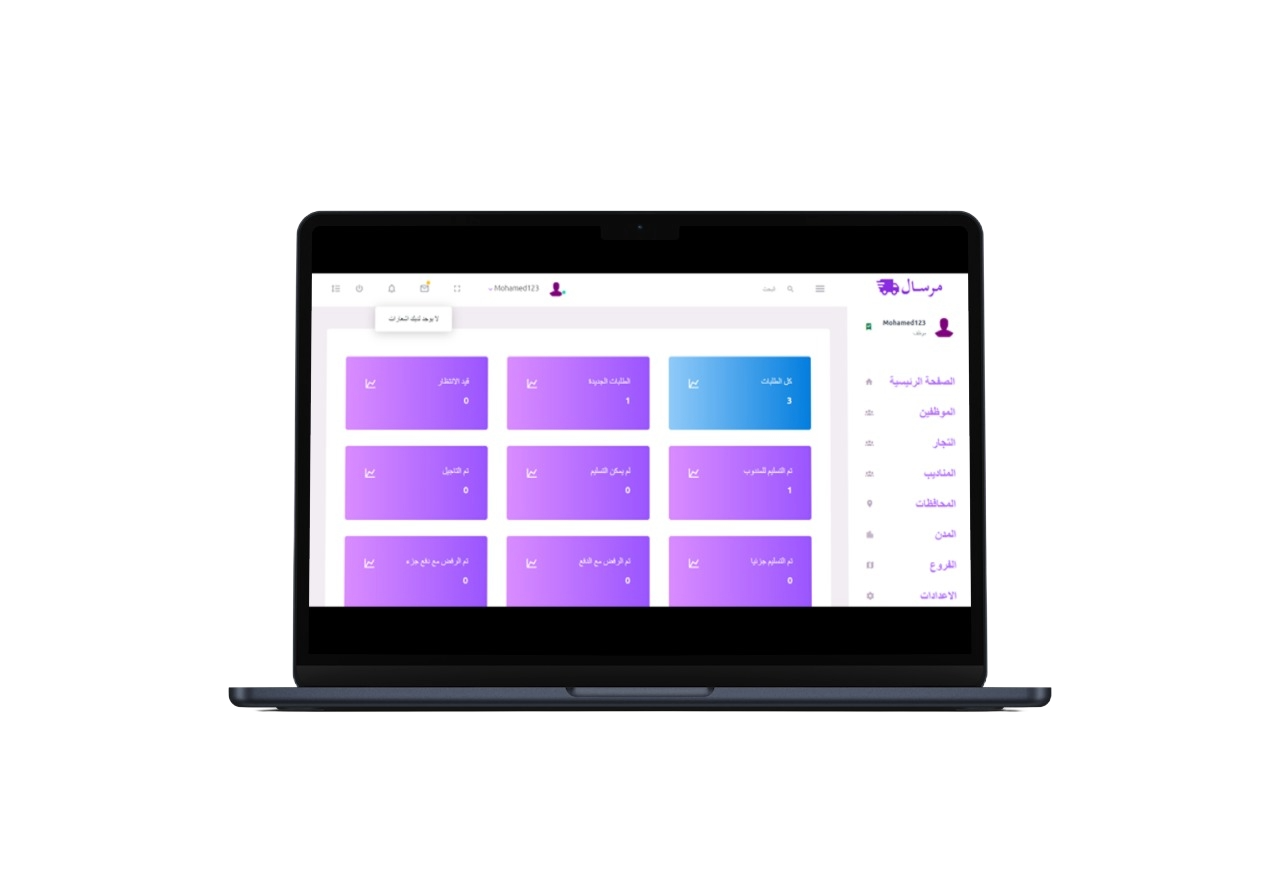 مرسال
البحث
Mohamed123
لا يوجد لديك اشعارات
Mohamed123
موظف
الصفحة الرئيسية
الموظفين
التجار
المناديب
المحافظات
المدن
الفروع
الاعدادات
كل الطلبات
3
الطلبات الجديدة
1
قيد الانتظار
0
تم التسليم للمندوب
1
لم يمكن التسليم
0
تم التاجيل
0
تم التسليم جزئيا
0
تم الرفض مع الدفع
0
تم الرفض مع دفع جزء
0